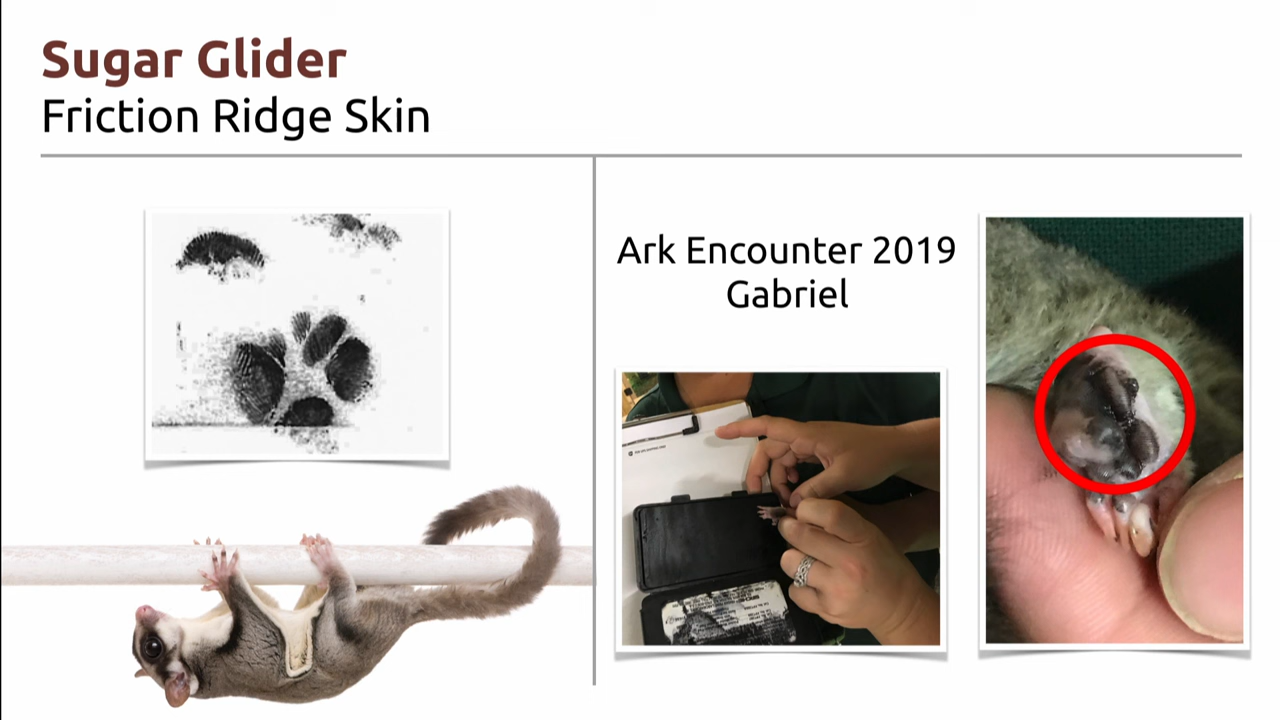 Sugar Glider
Friction Ridge Skin
Ark Encounter 2019
Gabriel